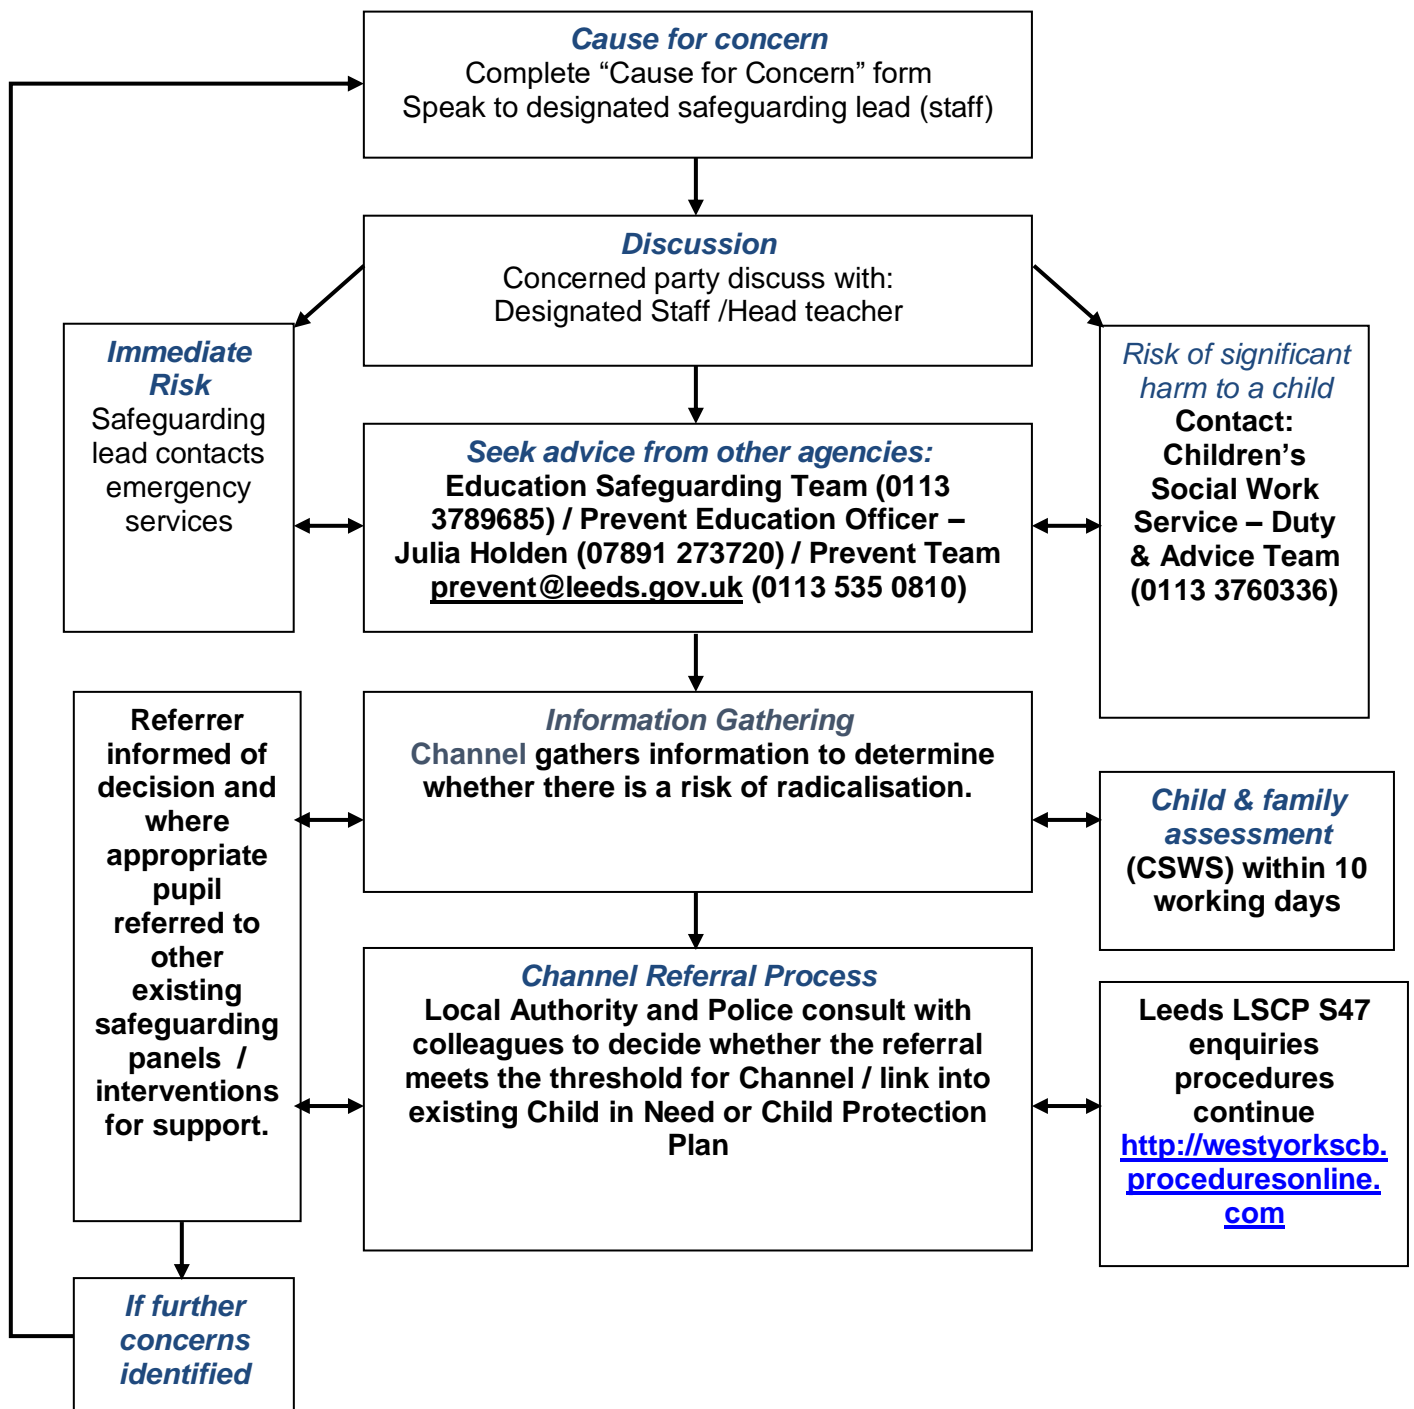 Cause for concern
Complete “Cause for Concern” form
Speak to designated safeguarding lead (staff)
Discussion
Concerned party discuss with:
Designated Staff /Head teacher
Immediate
Risk
Safeguarding
lead contacts
emergency
services
Seek advice from other agencies:
Education Safeguarding Team (0113
3789685) / Prevent Education Officer –
Julia Holden (07891 273720) / Prevent Team
prevent@leeds.gov.uk (0113 535 0810)
Risk of significant
harm to a child
Contact:
Children’s
Social Work
Service – Duty
& Advice Team
(0113 3760336)
Referrer
informed of
decision and
where
appropriate
pupil
referred to
other
existing
safeguarding
panels /
interventions
for support.
Information Gathering
Channel gathers information to determine
whether there is a risk of radicalisation.
Child & family
assessment
(CSWS) within 10
working days
Channel Referral Process
Local Authority and Police consult with
colleagues to decide whether the referral
meets the threshold for Channel / link into
existing Child in Need or Child Protection
Plan
Leeds LSCP S47
enquiries
procedures
continue
http://westyorkscb.
proceduresonline.
com
If further
concerns
identified